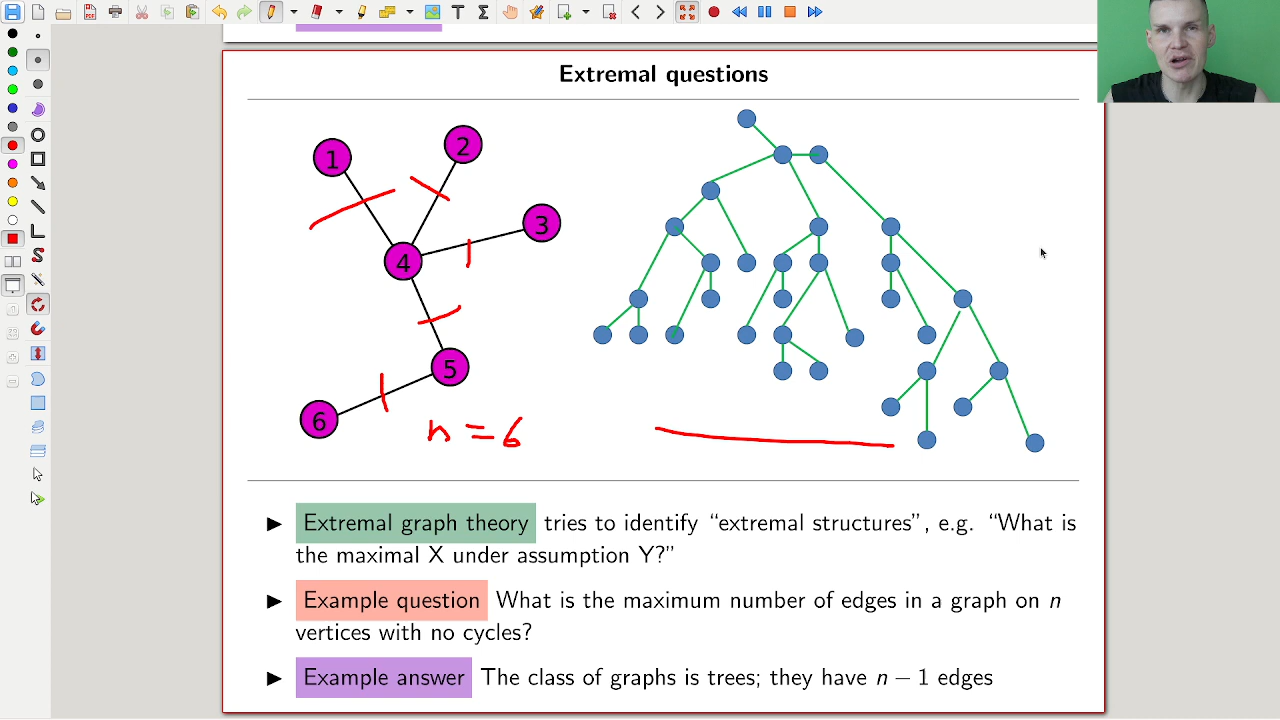 Extremal questions
1
2
3
4
5
6
n = 6
▶ Extremal graph theory tries to identify “extremal structures”, e.g. “What is
the maximal X under assumption Y?”
▶ Example question What is the maximum number of edges in a graph on n
vertices with no cycles?
▶ Example answer The class of graphs is trees; they have n − 1 edges